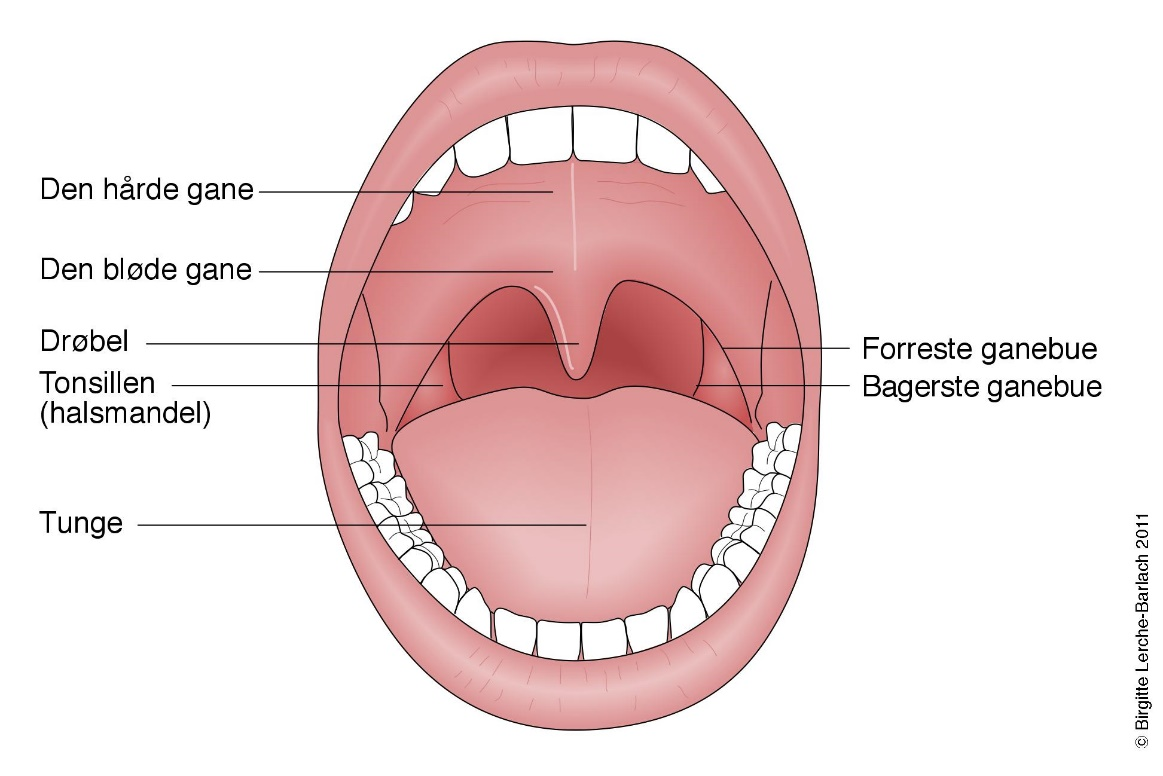 Den hårde gane
Den bløde gane
Drøbel
Tonsillen
(halsmandel)
Tunge
Forreste ganebue
Bagerste ganebue
© Birgitte Lerche-Barlach 2011